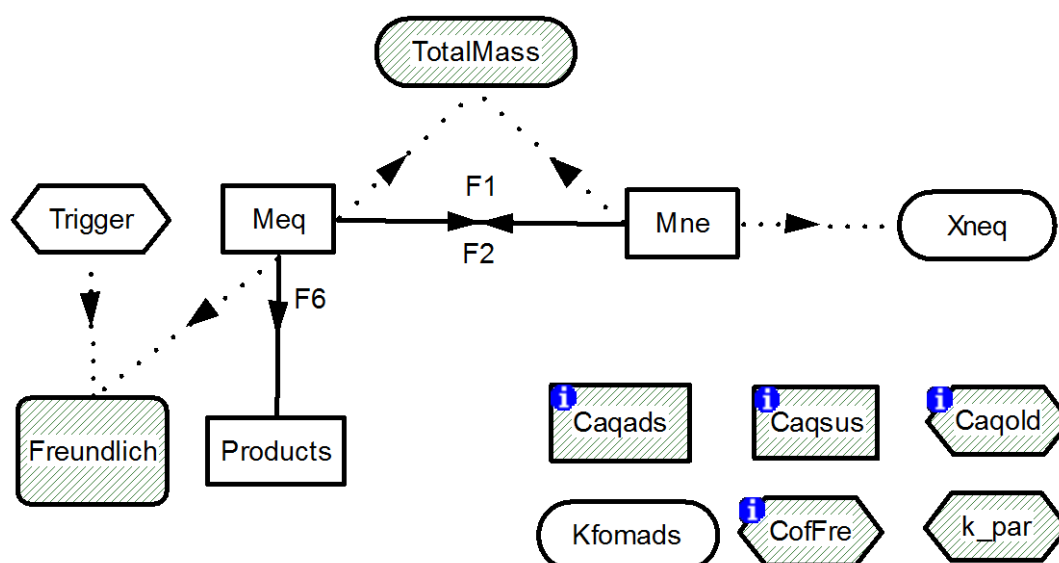 TotalMass
F1
Trigger
Meq
Mne
Xneq
F2
F6
Freundlich
Products
Caqads
Caqsus
Caqold
Kfomads
CofFre
k_par
i
i
i
i